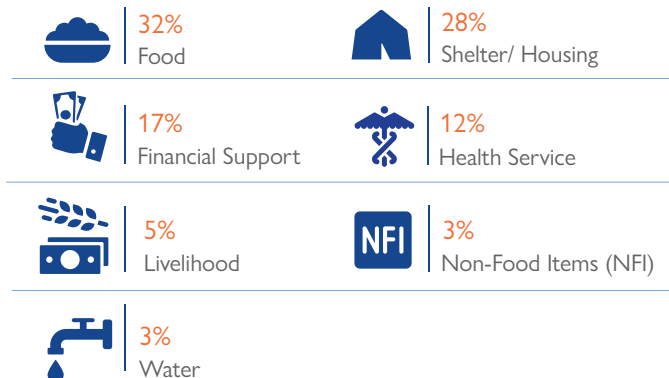 32%
Food
28%
Shelter/ Housing
17%
Financial Support
12%
Health Service
5%
Livelihood
NFI
3%
Non-Food Items (NFI)
3%
Water